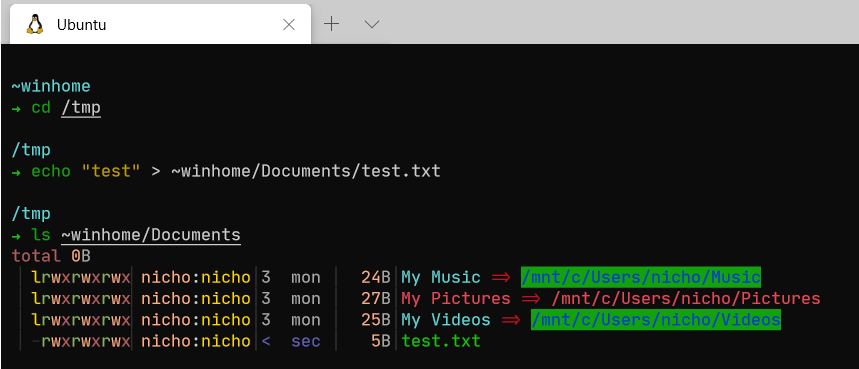 Ubuntu
~winhome
→ cd /tmp
/tmp
→ echo "test" > ~winhome/Documents/test.txt
/tmp
→ ls ~winhome/Documents
total 0B
lrwxrwxrwx nicho:nicho 3 mon 24B My Music ⇒ /mnt/c/Users/nicho/Music
lrwxrwxrwx nicho:nicho 3 mon 27B My Pictures ⇒ /mnt/c/Users/nicho/Pictures
lrwxrwxrwx nicho:nicho 3 mon 25B My Videos ⇒ /mnt/c/Users/nicho/Videos
-rwxrwxrwx nicho:nicho < sec 5B test.txt